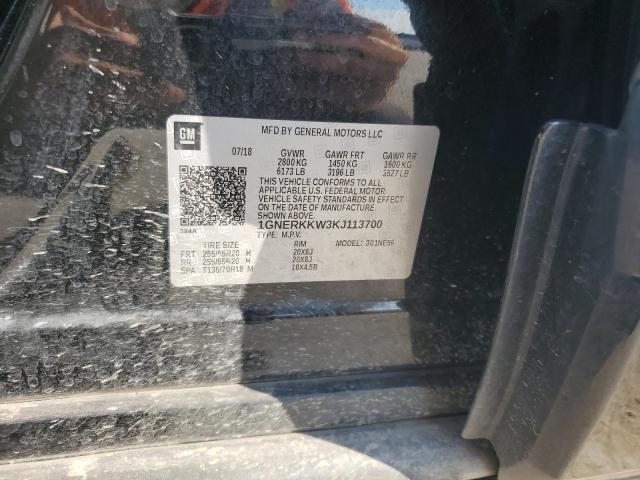 GM
MFD BY GENERAL MOTORS LLC
07/18 GVWR GAWR FRT GAWR RR
2800 KG 1450 KG 1600 KG
6173 LB 3196 LB 3527 LB
THIS VEHICLE CONFORMS TO ALL
APPLICABLE U.S. FEDERAL MOTOR
VEHICLE SAFETY STANDARDS IN EFFECT
ON THE DATE OF MANUFACTURE SHOWN ABOVE.
1GNERKKW3KJ113700
384A TYPE: M.P.V. MODEL: 301NE56
TIRE SIZE RIM
FRT 255/55R20 H 20X8J
RR 255/55R20 H 20X8J
SPA T135/70R18 M 18X4.5B